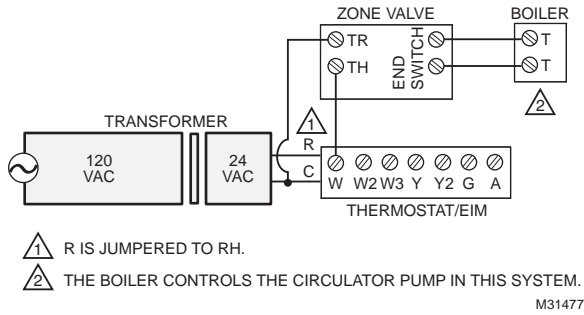 ZONE VALVE
BOILER
TR
TH
END
SWITCH
T
T
2
TRANSFORMER
1
120
VAC
24
VAC
R
C
W W2 W3 Y Y2 G A
THERMOSTAT/EIM
1 R IS JUMPERED TO RH.
2 THE BOILER CONTROLS THE CIRCULATOR PUMP IN THIS SYSTEM.
M31477